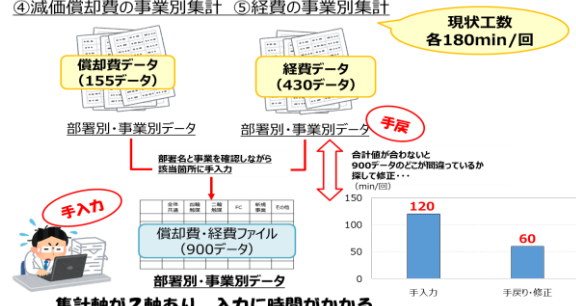 ④減価償却費の事業別集計 ⑤経費の事業別集計
現状工数
各180min/回
償却費データ
(155データ)
経費データ
(430データ)
部署別・事業別データ
部署別・事業別データ
手戻
部署名と事業を確認しながら
該当箇所に手入力
合計値が合わないと
900データのどこが間違っているか
探して修正・・・
(min/回)
手入力
FC
その他
償却費・経費ファイル
(900データ)
部署別・事業別データ
150
100
50
0
120
60
手入力
手戻り・修正
集計軸が2軸あり、入力に時間がかかる